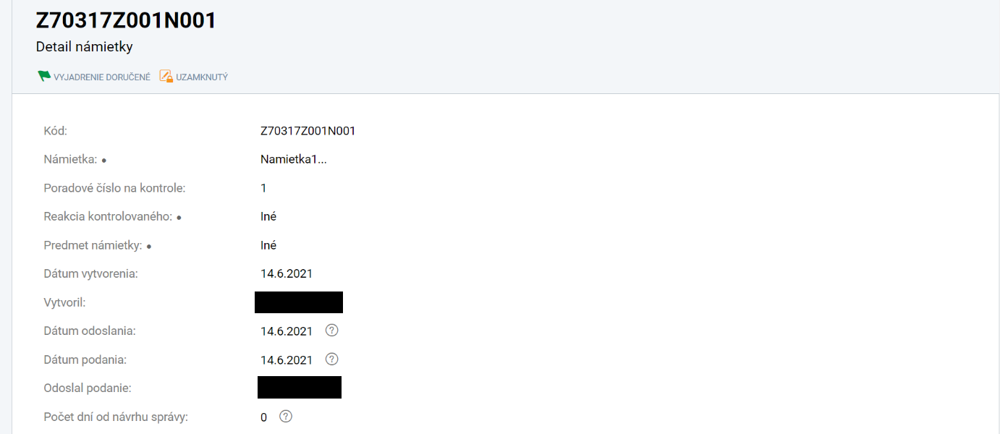 Z70317Z001N001
Detail námietky
VYJADRENIE DORUČENÉ UZAMKNUTÝ
Kód: Z70317Z001N001
Námietka: ● Namietka1...
Poradové číslo na kontrole: 1
Reakcia kontrolovaného: ● Iné
Predmet námietky: ● Iné
Dátum vytvorenia: 14.6.2021
Vytvoril:
Dátum odoslania: 14.6.2021 ?
Dátum podania: 14.6.2021 ?
Odoslal podanie:
Počet dní od návrhu správy: 0 ?